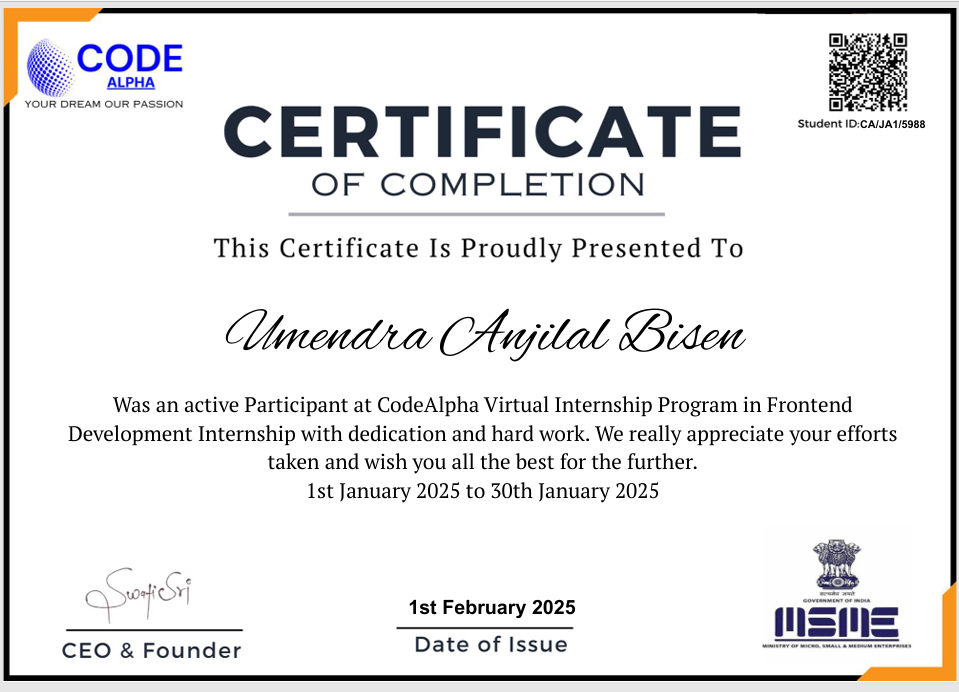 CODE
ALPHA
YOUR DREAM OUR PASSION
Student ID:CA/JA1/5988
CERTIFICATE
OF COMPLETION
This Certificate Is Proudly Presented To
Umendra Anjilal Bisen
Was an active Participant at CodeAlpha Virtual Internship Program in Frontend
Development Internship with dedication and hard work. We really appreciate your efforts
taken and wish you all the best for the further.
1st January 2025 to 30th January 2025
SwatiSri
CEO & Founder
1st February 2025
Date of Issue
सत्यमेव जयते
GOVERNMENT OF INDIA
MSME
MINISTRY OF MICRO, SMALL & MEDIUM ENTERPRISES